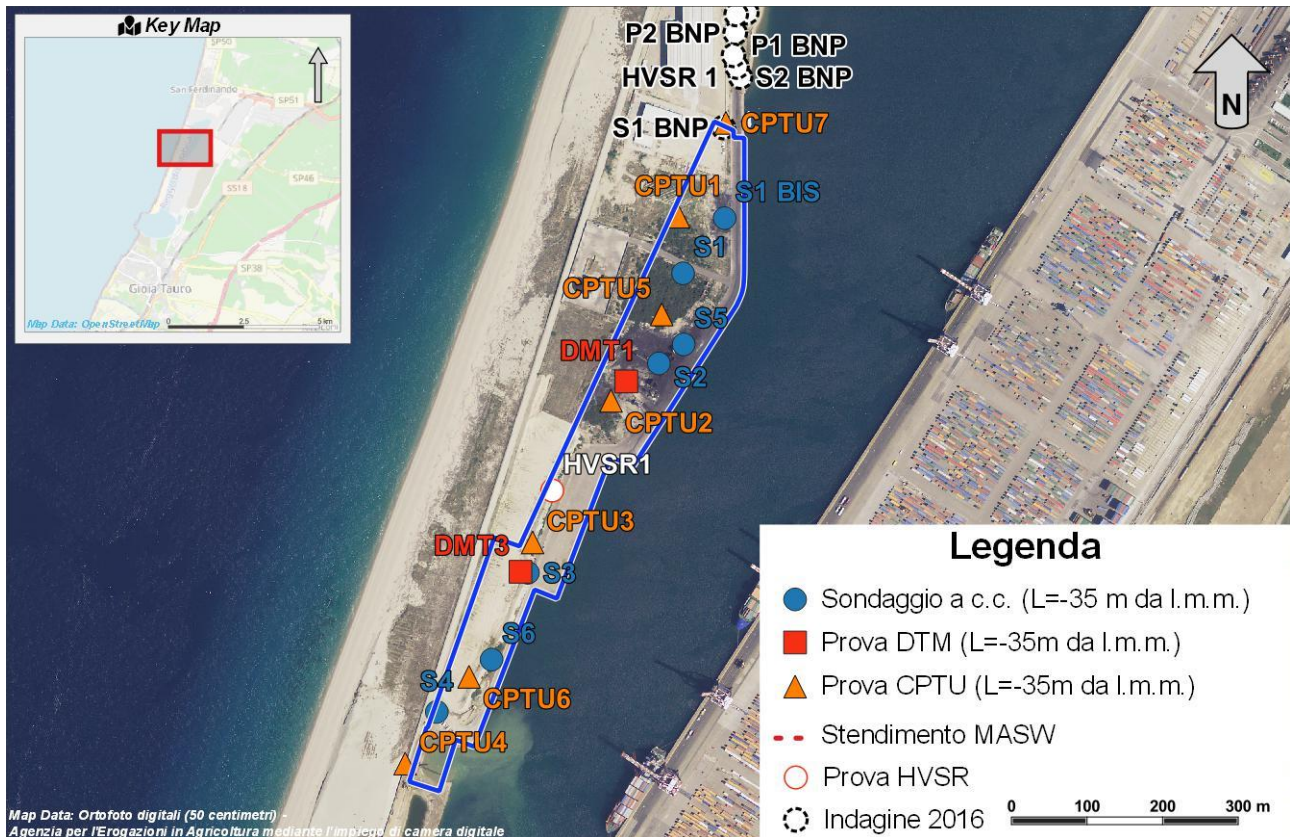 Key Map
SP50
San Ferdinando
SP51
SS18
SP46
SP38
Gioia Tauro
Map Data: OpenStreetMap
0 2.5 5 km
P2 BNP
P1 BNP
HVSR 1
S2 BNP
N
S1 BNP
CPTU7
CPTU1
S1 BIS
S1
CPTU5
S5
DMT1
S2
CPTU2
HVSR1
CPTU3
DMT3
S3
S6
S4
CPTU6
CPTU4
Legenda
Sondaggio a c.c. (L=-35 m da l.m.m.)
Prova DTM (L=-35m da l.m.m.)
Prova CPTU (L=-35m da l.m.m.)
Stendimento MASW
Prova HVSR
Indagine 2016
0 100 200 300 m
Map Data: Ortofoto digitali (50 centimetri) -
Agenzia per l'Erogazioni in Agricoltura mediante l'impiego di camera digitale